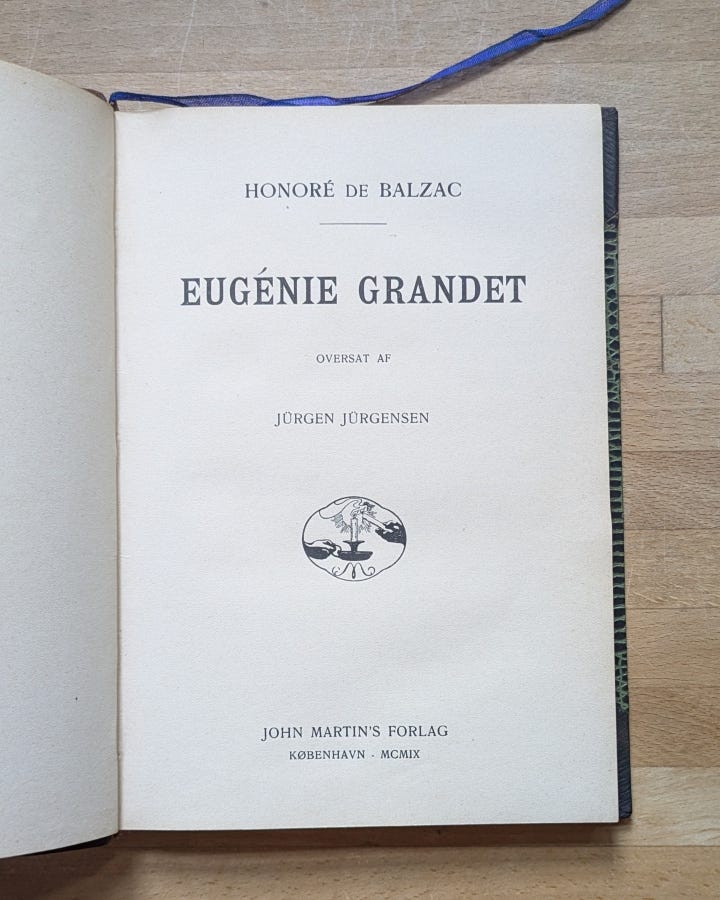 HONORÉ DE BALZAC
EUGÉNIE GRANDET
OVERSAT AF
JÜRGEN JÜRGENSEN
JOHN MARTIN'S FORLAG
KØBENHAVN - MCMIX